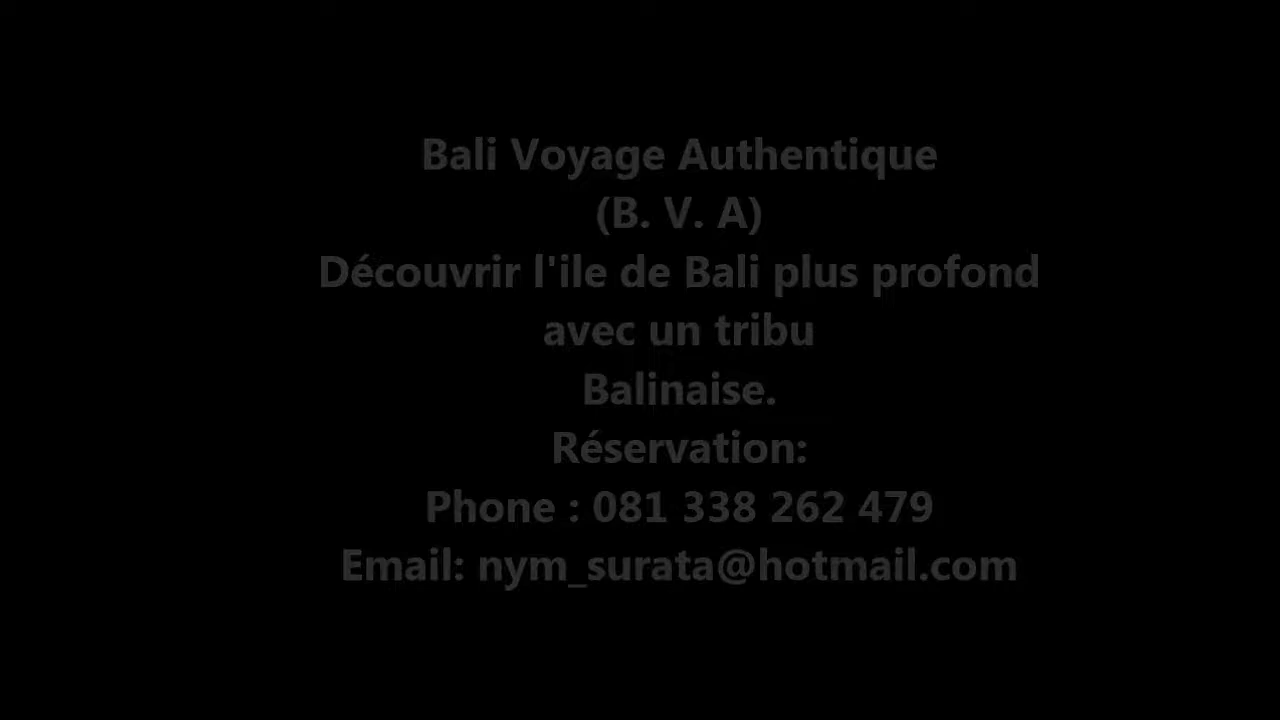 Bali Voyage Authentique
(B. V. A)
Découvrir l'ile de Bali plus profond
avec un tribu
Balinaise.
Réservation:
Phone : 081 338 262 479
Email: nym_surata@hotmail.com